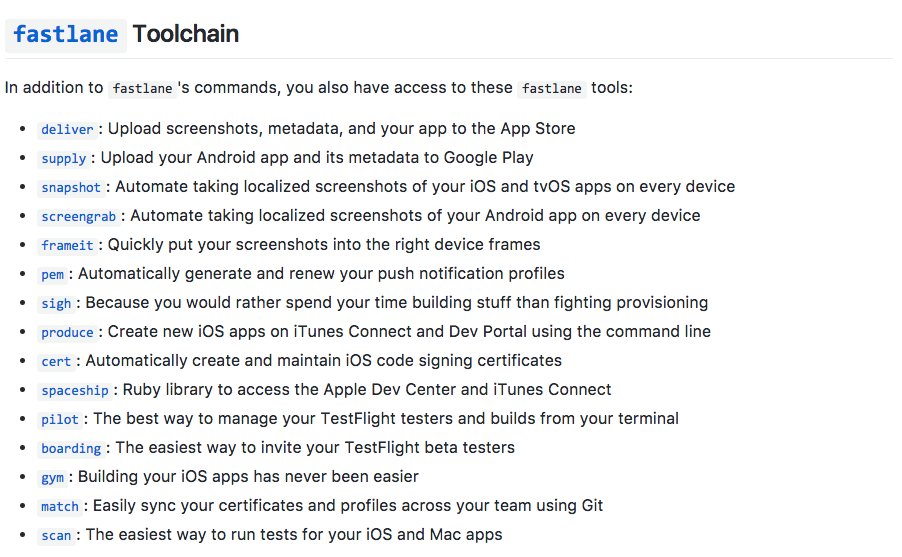 fastlane Toolchain
In addition to fastlane 's commands, you also have access to these fastlane tools:
• deliver : Upload screenshots, metadata, and your app to the App Store
• supply : Upload your Android app and its metadata to Google Play
• snapshot : Automate taking localized screenshots of your iOS and tvOS apps on every device
• screengrab : Automate taking localized screenshots of your Android app on every device
• frameit : Quickly put your screenshots into the right device frames
• pem : Automatically generate and renew your push notification profiles
• sigh : Because you would rather spend your time building stuff than fighting provisioning
• produce : Create new iOS apps on iTunes Connect and Dev Portal using the command line
• cert : Automatically create and maintain iOS code signing certificates
• spaceship : Ruby library to access the Apple Dev Center and iTunes Connect
• pilot : The best way to manage your TestFlight testers and builds from your terminal
• boarding : The easiest way to invite your TestFlight beta testers
• gym : Building your iOS apps has never been easier
• match : Easily sync your certificates and profiles across your team using Git
• scan : The easiest way to run tests for your iOS and Mac apps